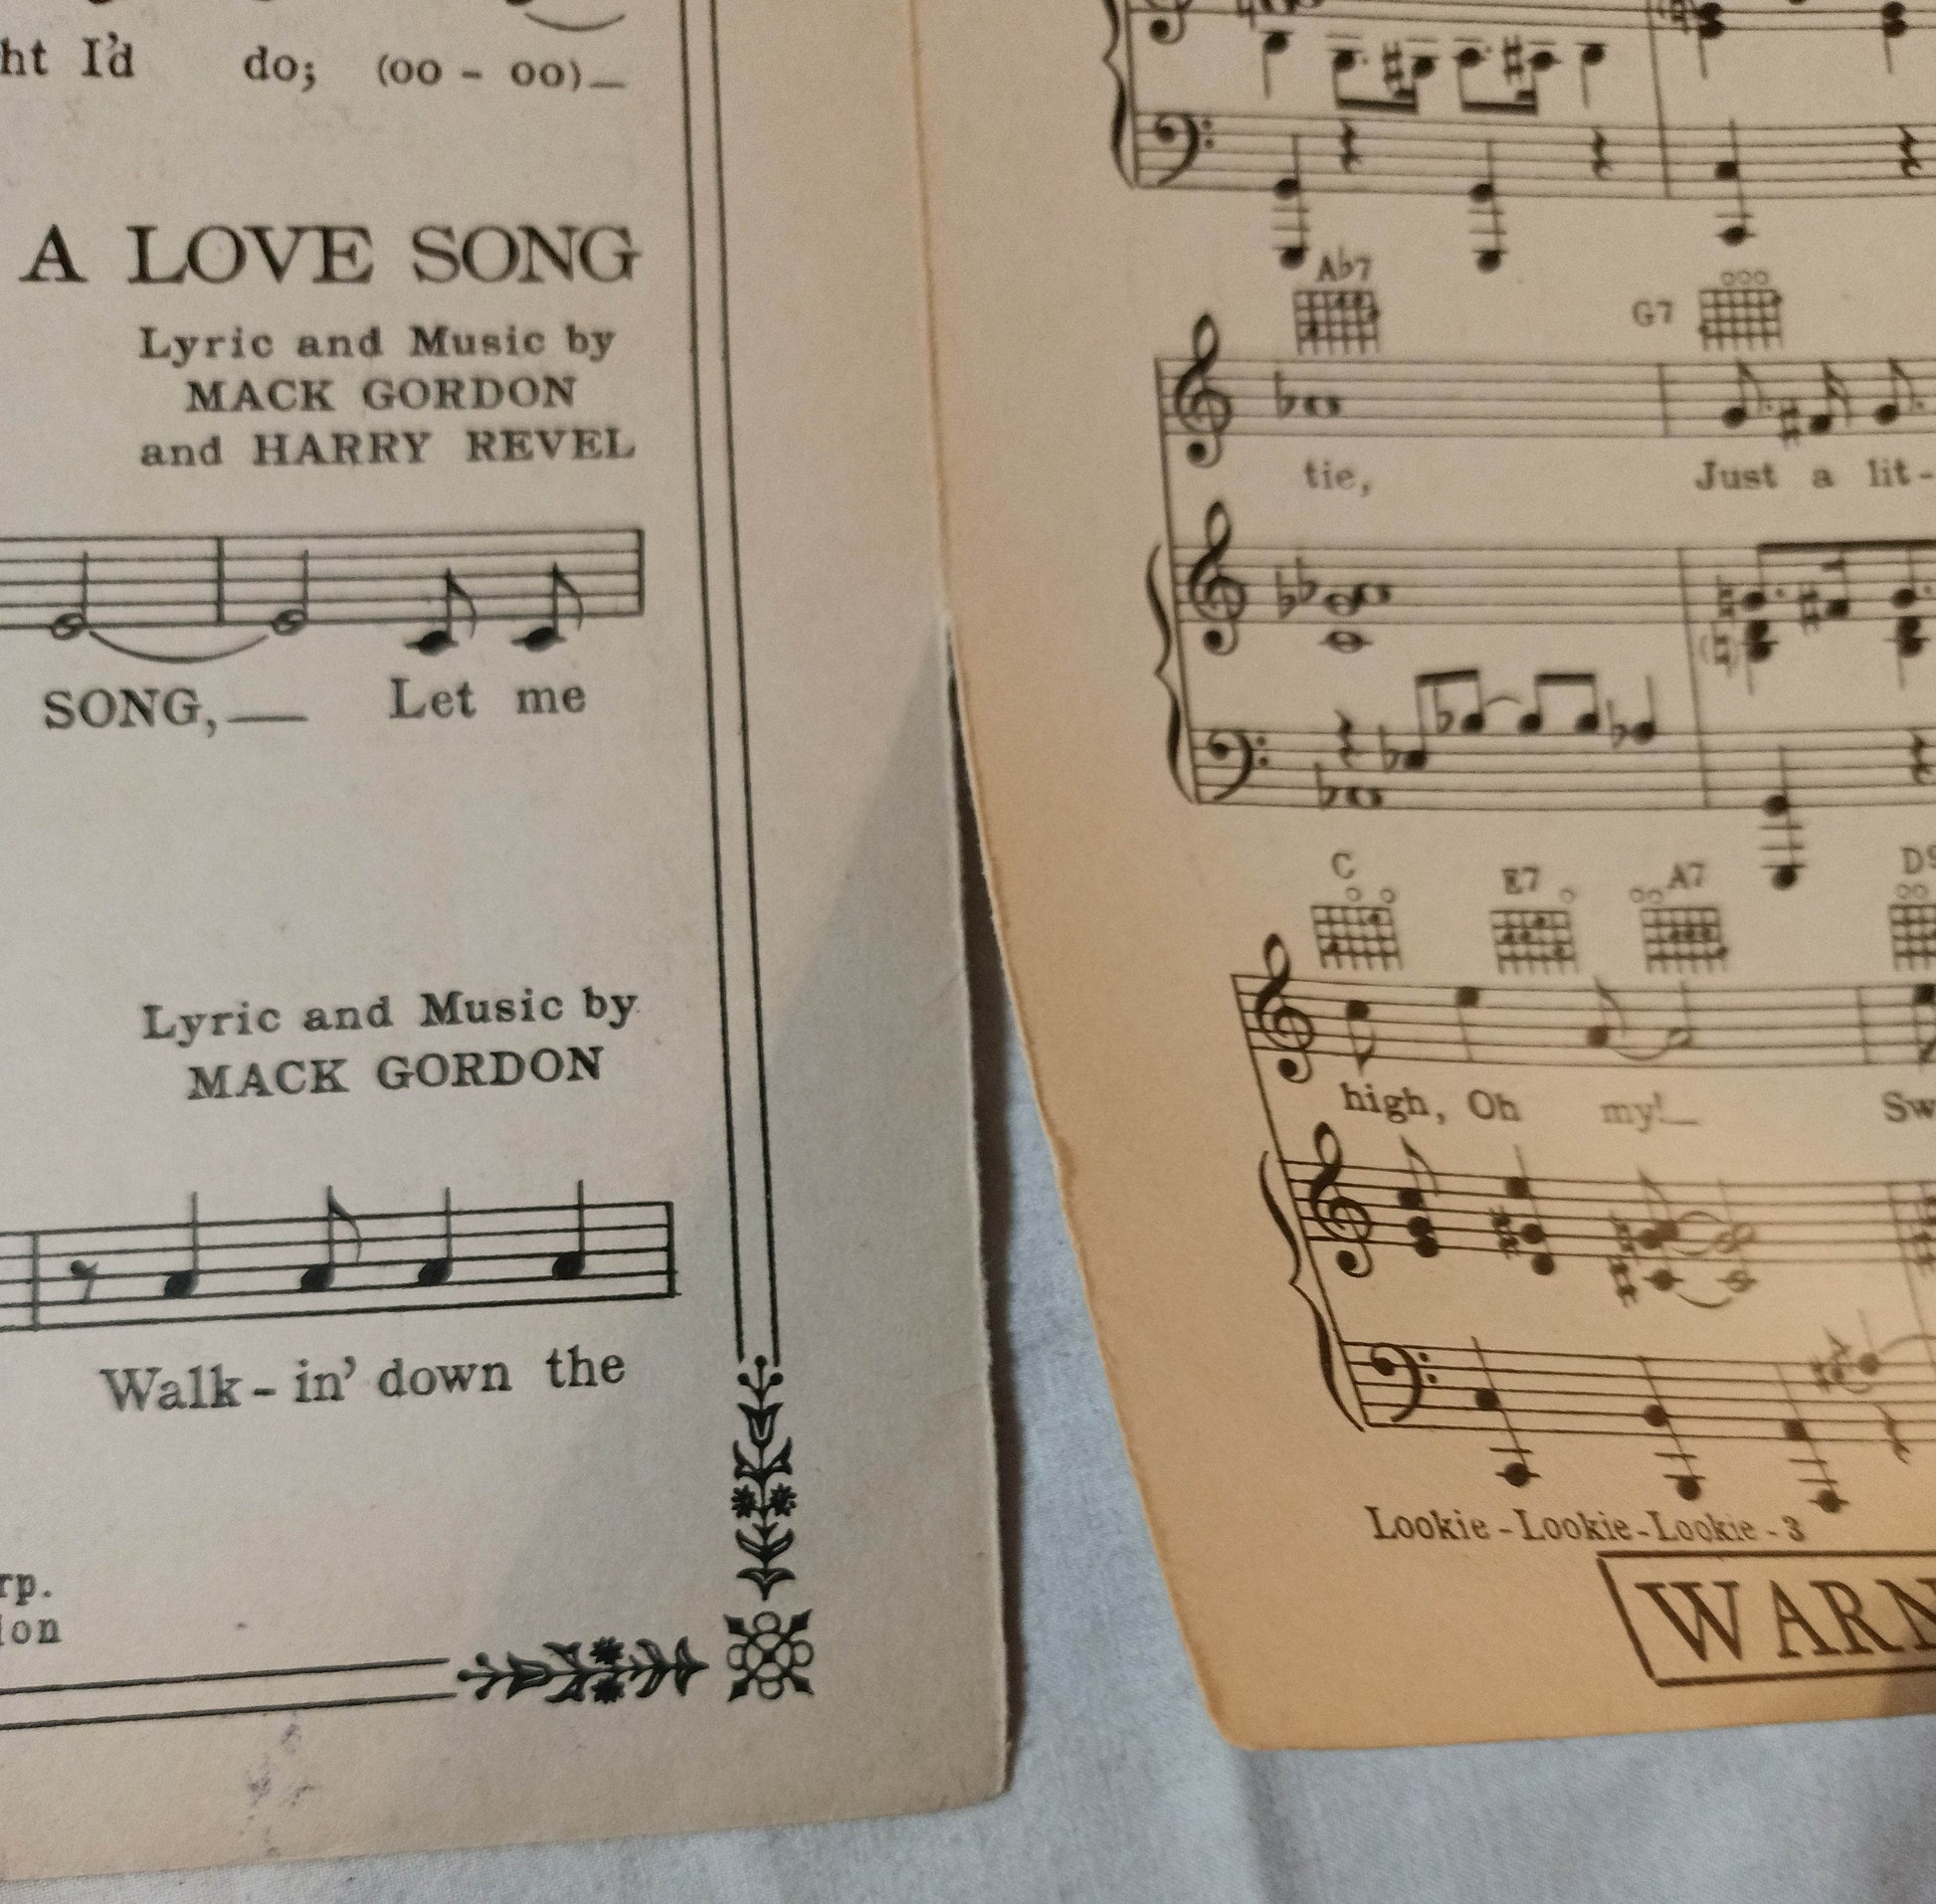 ht I'd do; (oo - oo)—
A LOVE SONG
Lyric and Music by
MACK GORDON
and HARRY REVEL
SONG,— Let me
Lyric and Music by
MACK GORDON
Walk - in' down the
rp.
ion
Ab7 G7
tie, Just a lit-
C E7 A7 D9
high, Oh my!— Sw
Lookie - Lookie - Lookie - 3
WARN